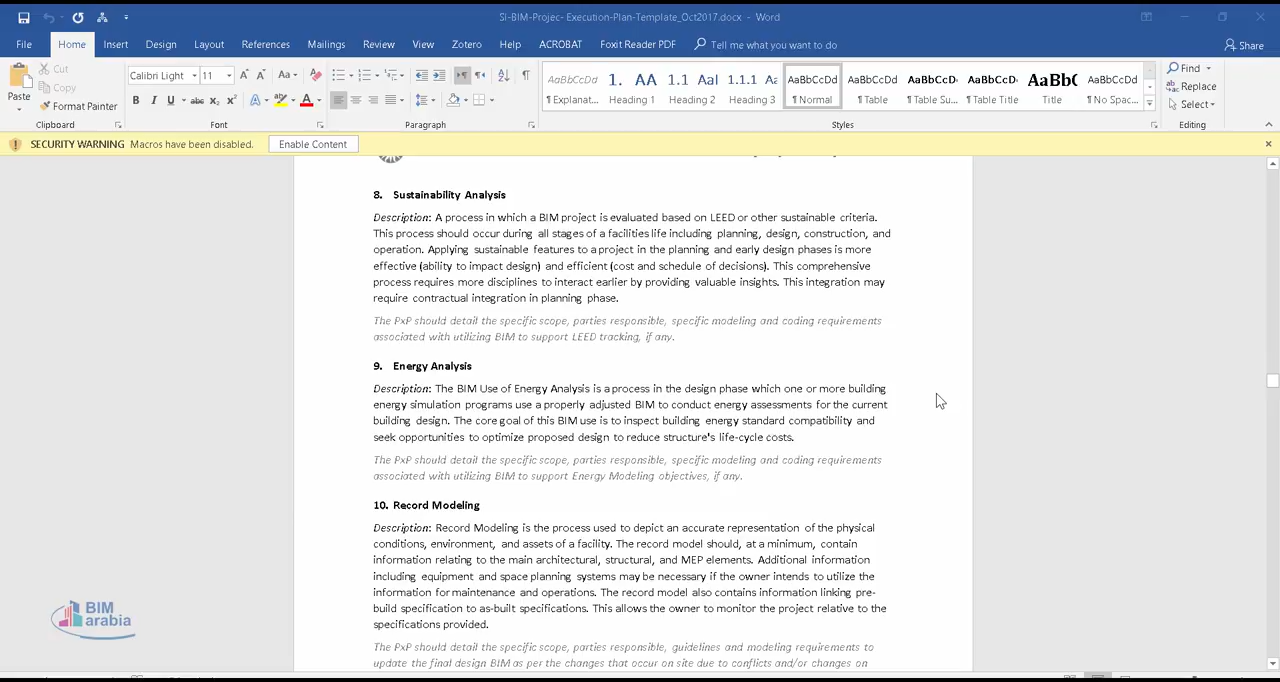 SI-BIM-Projec- Execution-Plan-Template_Oct2017.docx - Word
File Home Insert Design Layout References Mailings Review View Zotero Help ACROBAT Foxit Reader PDF Tell me what you want to do Share
Paste Cut Copy Format Painter
Clipboard
Calibri Light 11
Font
Paragraph
AaBbCcDd 1. AA 1.1 AaI 1.1.1 Aa AaBbCcDd AaBbCcDd AaBbCcD AaBbCcD AaBb( AaBbCcDd
¶ Explanat... Heading 1 Heading 2 Heading 3 ¶ Normal ¶ Table ¶ Table Su... ¶ Table Title Title ¶ No Spac...
Styles
Find
Replace
Select
Editing
SECURITY WARNING Macros have been disabled. Enable Content
8. Sustainability Analysis
Description: A process in which a BIM project is evaluated based on LEED or other sustainable criteria.
This process should occur during all stages of a facilities life including planning, design, construction, and
operation. Applying sustainable features to a project in the planning and early design phases is more
effective (ability to impact design) and efficient (cost and schedule of decisions). This comprehensive
process requires more disciplines to interact earlier by providing valuable insights. This integration may
require contractual integration in planning phase.
The PxP should detail the specific scope, parties responsible, specific modeling and coding requirements
associated with utilizing BIM to support LEED tracking, if any.
9. Energy Analysis
Description: The BIM Use of Energy Analysis is a process in the design phase which one or more building
energy simulation programs use a properly adjusted BIM to conduct energy assessments for the current
building design. The core goal of this BIM use is to inspect building energy standard compatibility and
seek opportunities to optimize proposed design to reduce structure's life-cycle costs.
The PxP should detail the specific scope, parties responsible, specific modeling and coding requirements
associated with utilizing BIM to support Energy Modeling objectives, if any.
10. Record Modeling
Description: Record Modeling is the process used to depict an accurate representation of the physical
conditions, environment, and assets of a facility. The record model should, at a minimum, contain
information relating to the main architectural, structural, and MEP elements. Additional information
including equipment and space planning systems may be necessary if the owner intends to utilize the
information for maintenance and operations. The record model also contains information linking pre-
build specification to as-built specifications. This allows the owner to monitor the project relative to the
specifications provided.
The PxP should detail the specific scope, parties responsible, guidelines and modeling requirements to
update the final design BIM as per the changes that occur on site due to conflicts and/or changes on
BIM
arabia